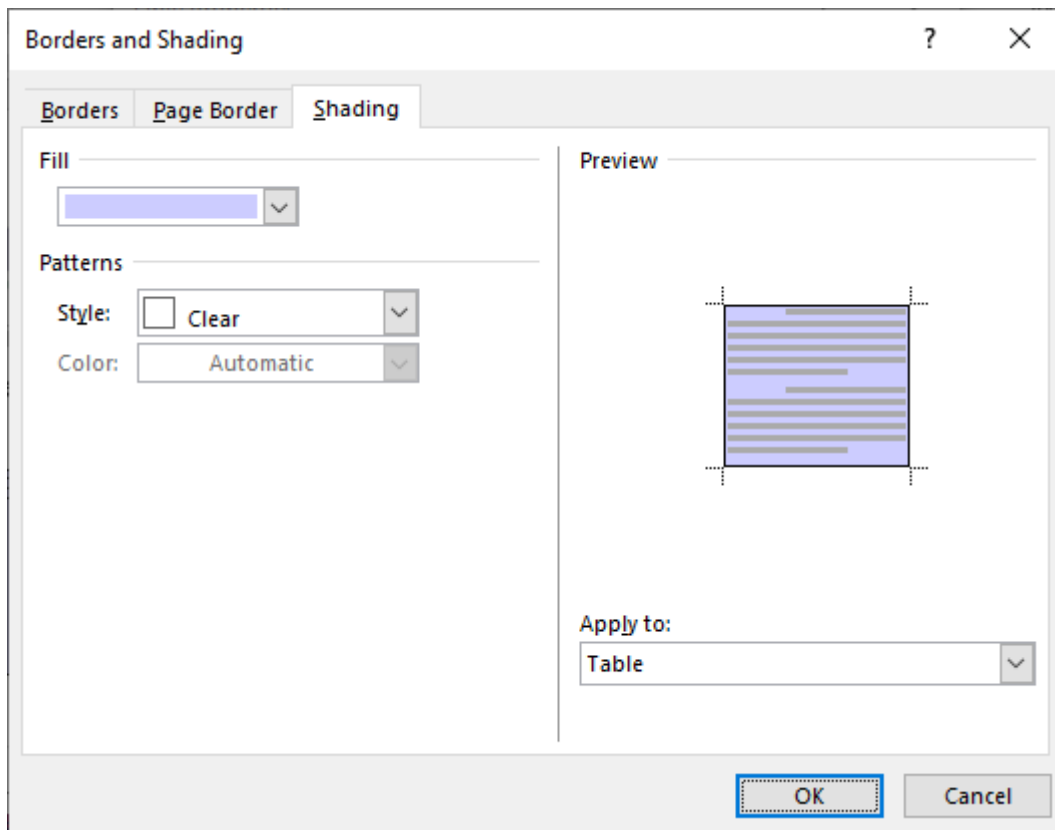 Borders and Shading ?
Borders Page Border Shading
Fill
Patterns
Style: Clear
Color: Automatic
Preview
Apply to:
Table
OK Cancel